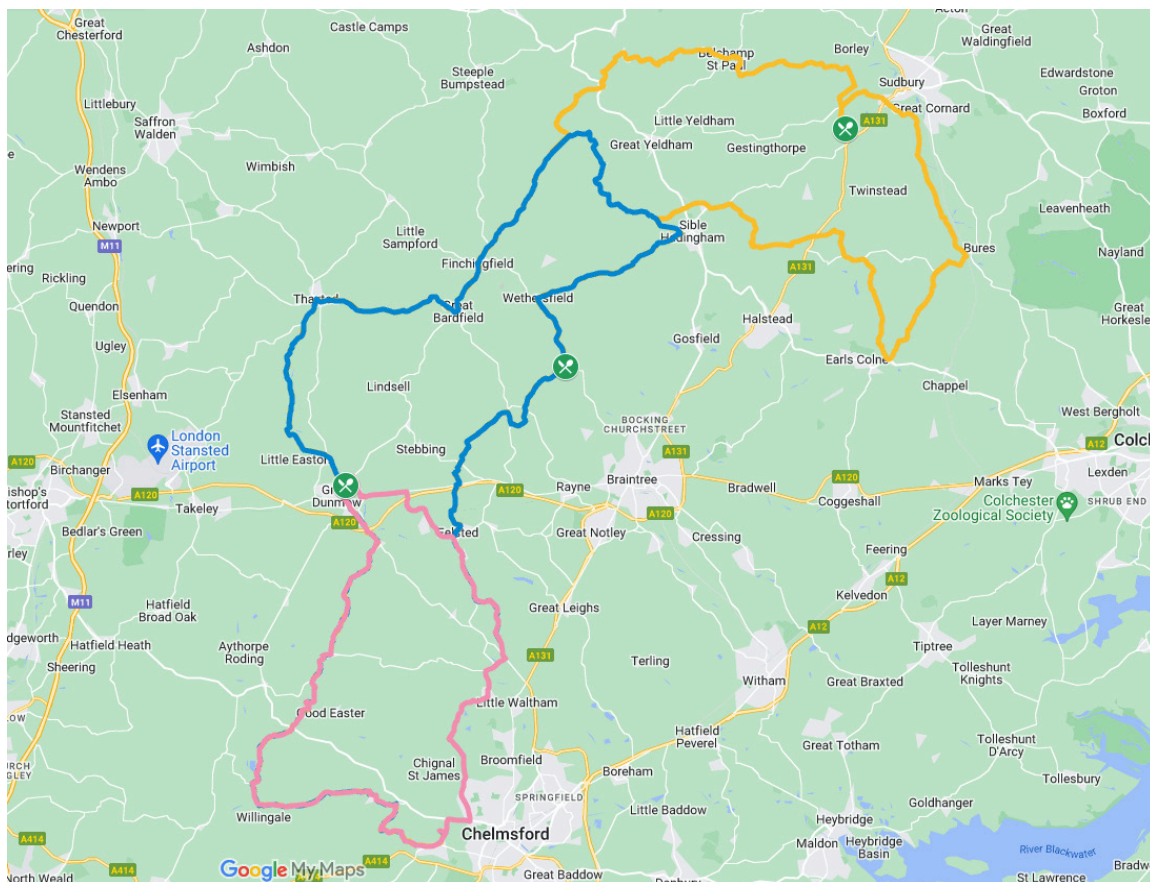 Great
Chesterford
Castle Camps
Ashdon
Acton
Great
Waldingfield
Borley
Belchamp
St Paul
Steeple
Bumpstead
Sudbury
Edwardstone
Groton
Littlebury
Great Cornard
Boxford
Saffron
Walden
Little Yeldham
A131
Great Yeldham
Gestingthorpe
Wimbish
Wendens
Ambo
Twinstead
Leavenheath
Newport
M11
Little
Sampford
Sible
Hedingham
Bures
Nayland
Finchingfield
A131
Rickling
Quendon
Thaxted
Wethersfield
Great
Bardfield
Great
Horkesley
Halstead
Ugley
Gosfield
Earls Colne
Lindsell
Chappel
Elsenham
Stansted
Mountfitchet
West Bergholt
BOCKING
CHURCHSTREET
London
Stansted
Airport
Stebbing
A12
A120
Birchanger
Little Easton
A131
Lexden
Braintree
Marks Tey
A120
Rayne
Bradwell
A120
Great
Dunmow
A120
Takeley
Coggeshall
Colchester
Zoological Society
SHRUB END
A120
A120
Bedlar's Green
Felsted
Great Notley
Cressing
Feering
A12
M11
Hatfield
Broad Oak
Great Leighs
Kelvedon
Layer Marney
A12
Hatfield Heath
Aythorpe
Roding
Tiptree
Sheering
A131
Terling
Tolleshunt
Knights
Witham
Great Braxted
Little Waltham
Good Easter
Hatfield
Peverel
Great Totham
Tolleshunt
D'Arcy
Chignal
St James
Broomfield
Boreham
Tollesbury
SPRINGFIELD
Goldhanger
Willingale
Little Baddow
Heybridge
Chelmsford
A414
A414
Maldon
Heybridge
Basin
River Blackwater
Google My Maps
Great Baddow
North Weald
St Lawrence